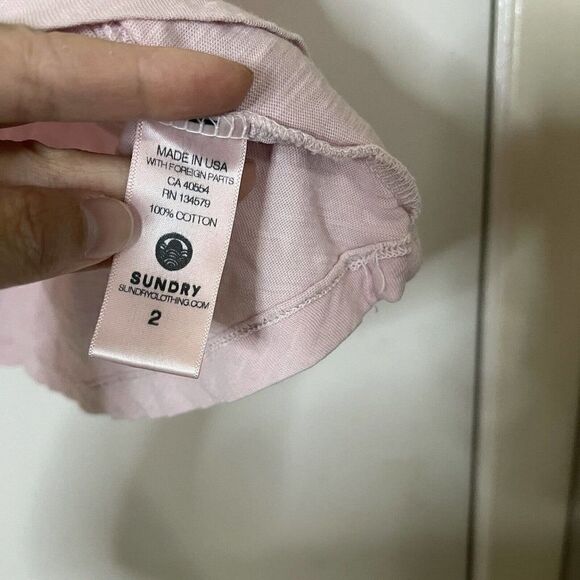 MADE IN USA
WITH FOREIGN PARTS
CA 40554
RN 134579
100% COTTON
SUNDRY
SUNDRYCLOTHING.COM
2